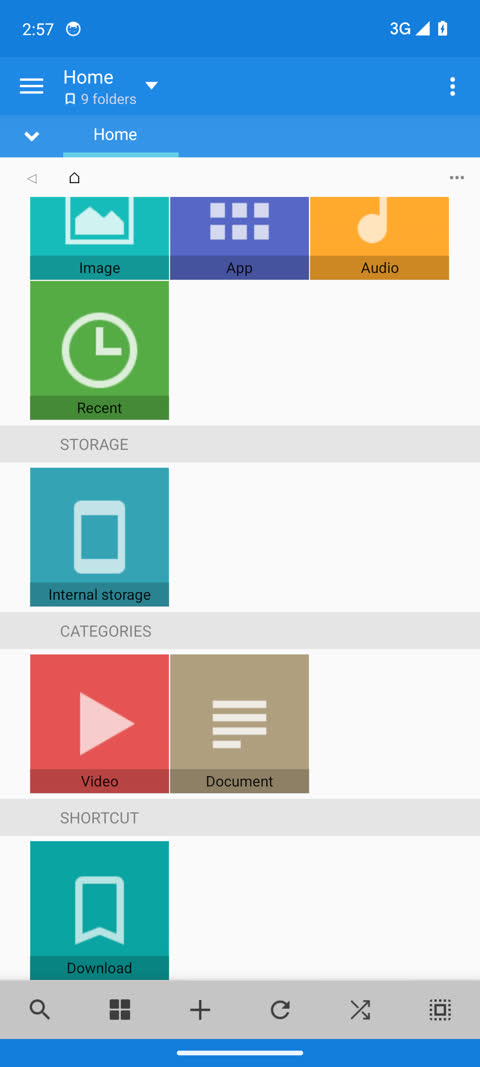 2:57
3G
Home
9 folders
Home
Image
App
Audio
Recent
STORAGE
Internal storage
CATEGORIES
Video
Document
SHORTCUT
Download